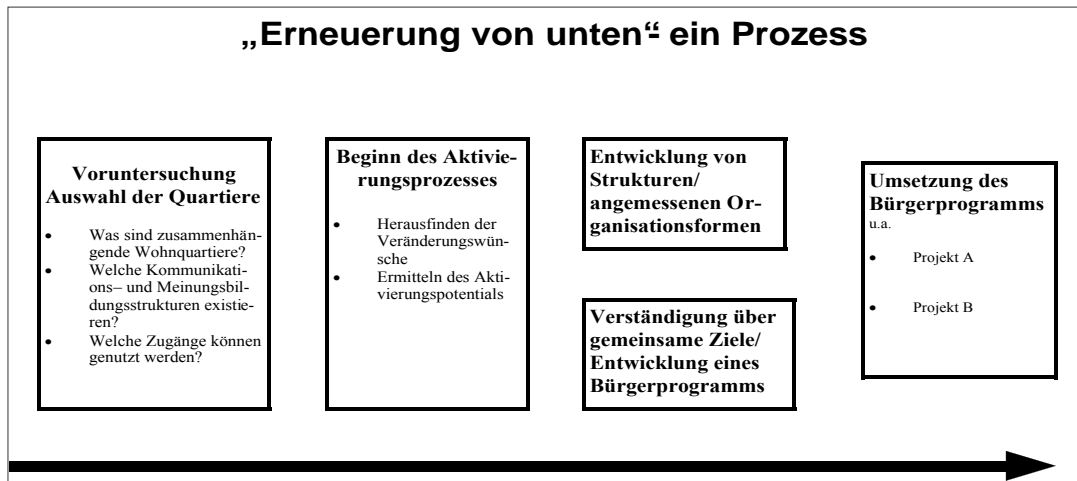 „Erneuerung von unten“- ein Prozess
Voruntersuchung
Auswahl der Quartiere
• Was sind zusammenhän-
gende Wohnquartiere?
• Welche Kommunikati-
ons– und Meinungsbil-
dungsstrukturen existie-
ren?
• Welche Zugänge können
genutzt werden?
Beginn des Aktivie-
rungsprozesses
• Herausfinden der
Veränderungswün-
sche
• Ermitteln des Akti-
vierungspotentials
Entwicklung von
Strukturen/
angemessenen Or-
ganisationsformen
Verständigung über
gemeinsame Ziele/
Entwicklung eines
Bürgerprogramms
Umsetzung des
Bürgerprogramms
u.a.
• Projekt A
• Projekt B